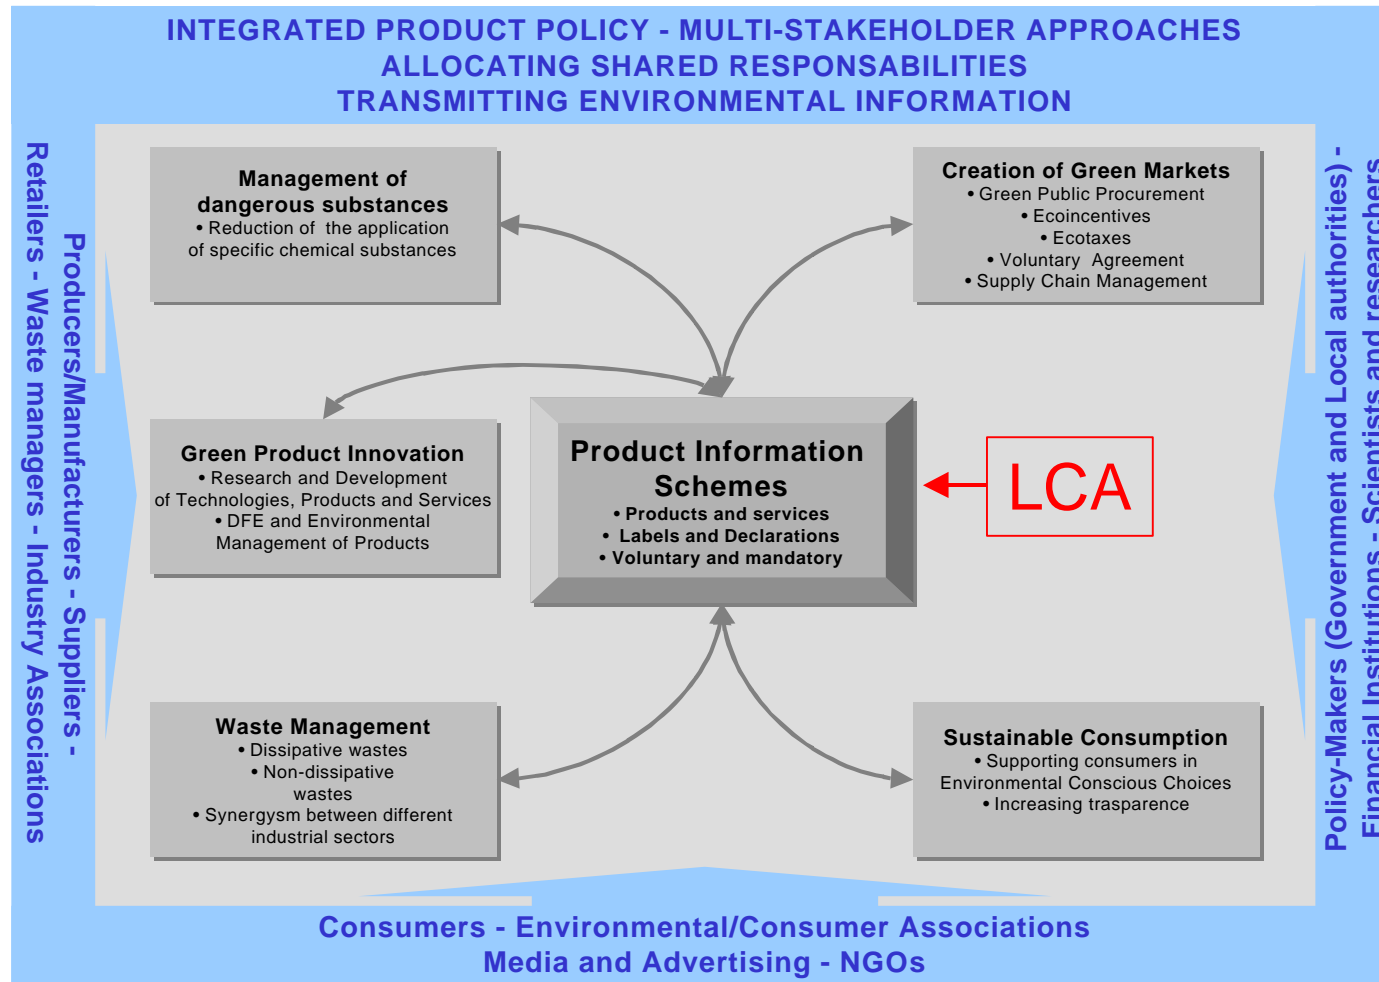 INTEGRATED PRODUCT POLICY - MULTI-STAKEHOLDER APPROACHES
ALLOCATING SHARED RESPONSABILITIES
TRANSMITTING ENVIRONMENTAL INFORMATION
Producers/Manufacturers - Suppliers -
Retailers - Waste managers - Industry Associations
Management of
dangerous substances
• Reduction of the application
of specific chemical substances
Creation of Green Markets
• Green Public Procurement
• Ecoincentives
• Ecotaxes
• Voluntary Agreement
• Supply Chain Management
Green Product Innovation
• Research and Development
of Technologies, Products and Services
• DFE and Environmental
Management of Products
Product Information
Schemes
• Products and services
• Labels and Declarations
• Voluntary and mandatory
LCA
Waste Management
• Dissipative wastes
• Non-dissipative
wastes
• Synergysm between different
industrial sectors
Sustainable Consumption
• Supporting consumers in
Environmental Conscious Choices
• Increasing trasparence
Policy-Makers (Government and Local authorities) -
Financial Institutions - Scientists and researchers
Consumers - Environmental/Consumer Associations
Media and Advertising - NGOs